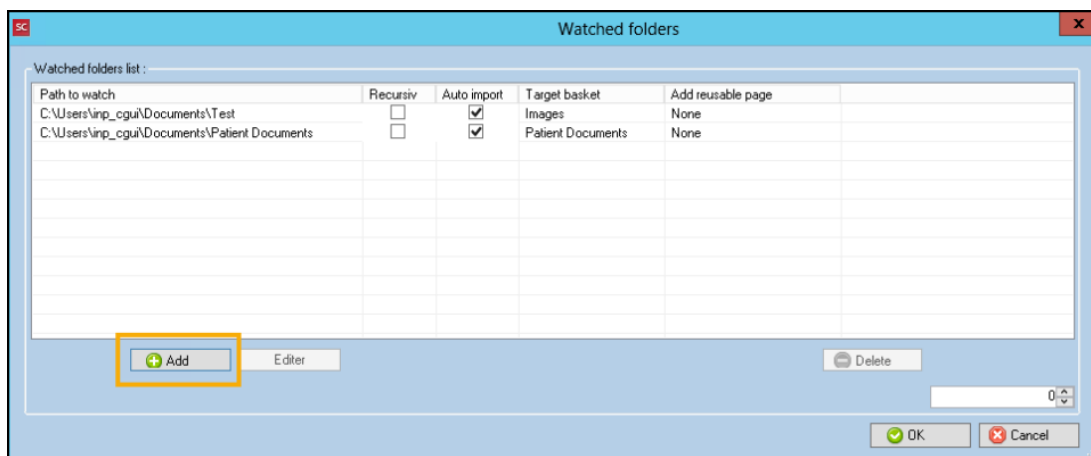 SC Watched folders x
Watched folders list :
Path to watch Recursiv Auto import Target basket Add reusable page
C:\Users\inp_cgui\Documents\Test Images None
C:\Users\inp_cgui\Documents\Patient Documents Patient Documents None
Add Editer Delete
0
OK Cancel